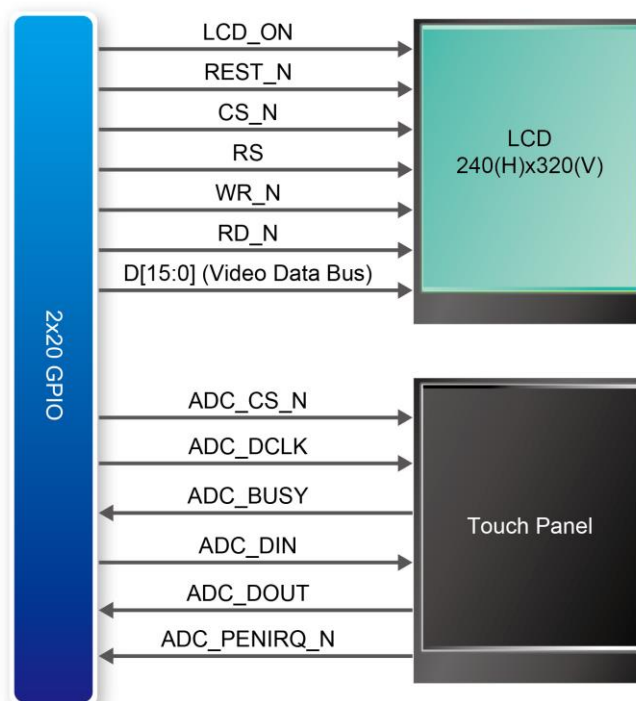 LCD_ON
REST_N
CS_N
RS
WR_N
RD_N
D[15:0] (Video Data Bus)
LCD
240(H)x320(V)
2x20 GPIO
ADC_CS_N
ADC_DCLK
ADC_BUSY
ADC_DIN
ADC_DOUT
ADC_PENIRQ_N
Touch Panel